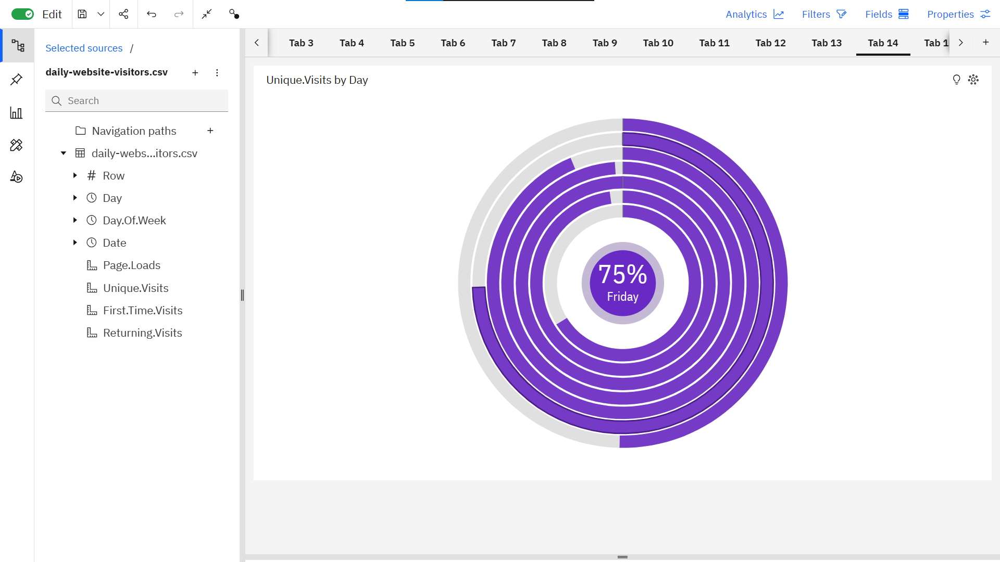 Edit
Analytics
Filters
Fields
Properties
Selected sources /
daily-website-visitors.csv
Search
Navigation paths
daily-webs...itors.csv
Row
Day
Day.Of.Week
Date
Page.Loads
Unique.Visits
First.Time.Visits
Returning.Visits
Tab 3
Tab 4
Tab 5
Tab 6
Tab 7
Tab 8
Tab 9
Tab 10
Tab 11
Tab 12
Tab 13
Tab 14
Tab 1
Unique.Visits by Day
75%
Friday